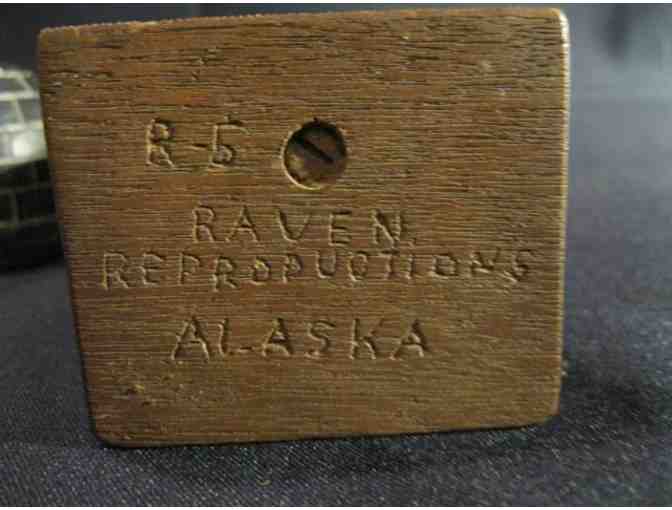 R-5
RAVEN
REPRODUCTIONS
ALASKA